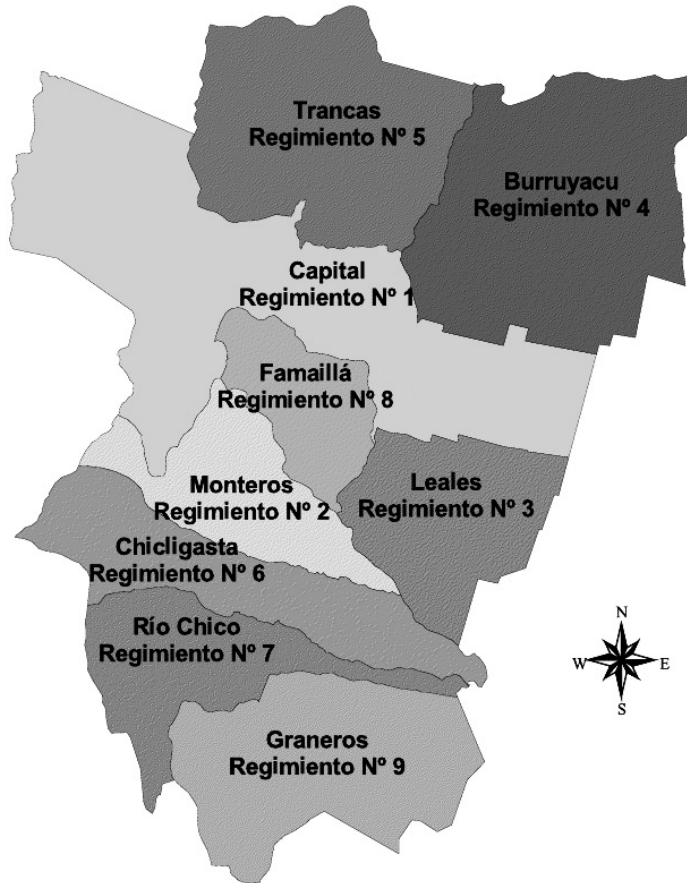 Trancas
Regimiento Nº 5
Burruyacu
Regimiento Nº 4
Capital
Regimiento Nº 1
Famaillá
Regimiento Nº 8
Leales
Regimiento Nº 3
Monteros
Regimiento Nº 2
Chicligasta
Regimiento Nº 6
Río Chico
Regimiento Nº 7
N
W E
S
Graneros
Regimiento Nº 9